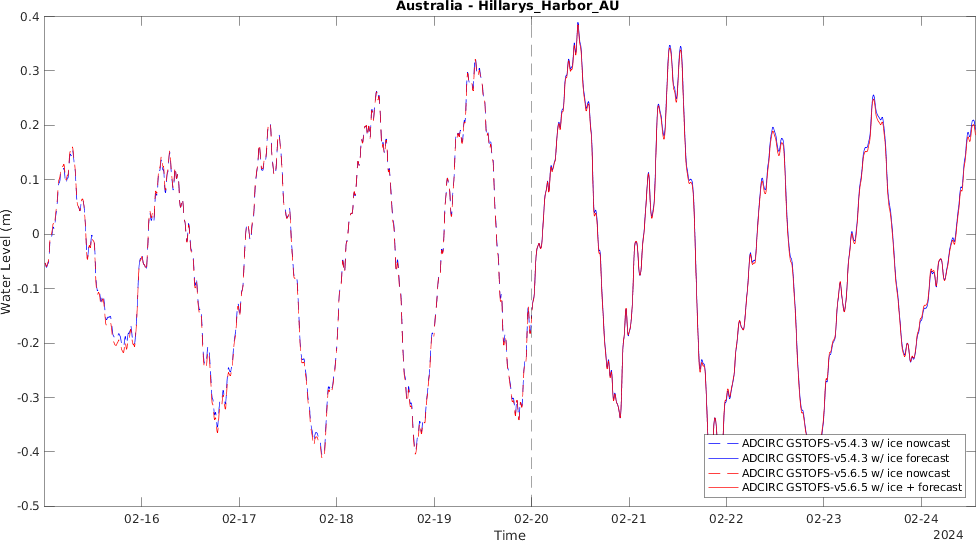 Australia - Hillarys_Harbor_AU
0.4
0.3
0.2
0.1
0
-0.1
-0.2
-0.3
-0.4
-0.5
Water Level (m)
02-16 02-17 02-18 02-19 02-20 02-21 02-22 02-23 02-24
Time
2024
ADCIRC GSTOFS-v5.4.3 w/ ice nowcast
ADCIRC GSTOFS-v5.4.3 w/ ice forecast
ADCIRC GSTOFS-v5.6.5 w/ ice nowcast
ADCIRC GSTOFS-v5.6.5 w/ ice + forecast